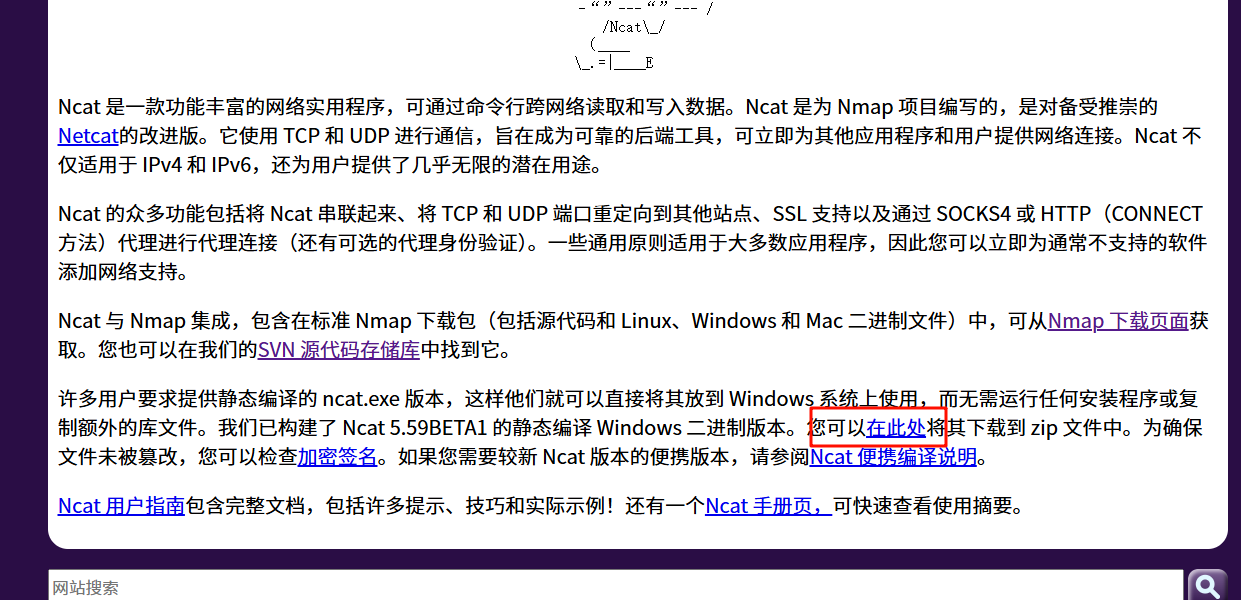 - “” --- “” --- /
/Ncat\_/
(____
\_.=|____E
Ncat 是一款功能丰富的网络实用程序，可通过命令行跨网络读取和写入数据。Ncat 是为 Nmap 项目编写的，是对备受推崇的
Netcat的改进版。它使用 TCP 和 UDP 进行通信，旨在成为可靠的后端工具，可立即为其他应用程序和用户提供网络连接。Ncat 不
仅适用于 IPv4 和 IPv6，还为用户提供了几乎无限的潜在用途。
Ncat 的众多功能包括将 Ncat 串联起来、将 TCP 和 UDP 端口重定向到其他站点、SSL 支持以及通过 SOCKS4 或 HTTP（CONNECT
方法）代理进行代理连接（还有可选的代理身份验证）。一些通用原则适用于大多数应用程序，因此您可以立即为通常不支持的软件
添加网络支持。
Ncat 与 Nmap 集成，包含在标准 Nmap 下载包（包括源代码和 Linux、Windows 和 Mac 二进制文件）中，可从Nmap 下载页面获
取。您也可以在我们的SVN 源代码存储库中找到它。
许多用户要求提供静态编译的 ncat.exe 版本，这样他们就可以直接将其放到 Windows 系统上使用，而无需运行任何安装程序或复
制额外的库文件。我们已构建了 Ncat 5.59BETA1 的静态编译 Windows 二进制版本。您可以在此处将其下载到 zip 文件中。为确保
文件未被篡改，您可以检查加密签名。如果您需要较新 Ncat 版本的便携版本，请参阅Ncat 便携编译说明。
Ncat 用户指南包含完整文档，包括许多提示、技巧和实际示例！还有一个Ncat 手册页，可快速查看使用摘要。
网站搜索